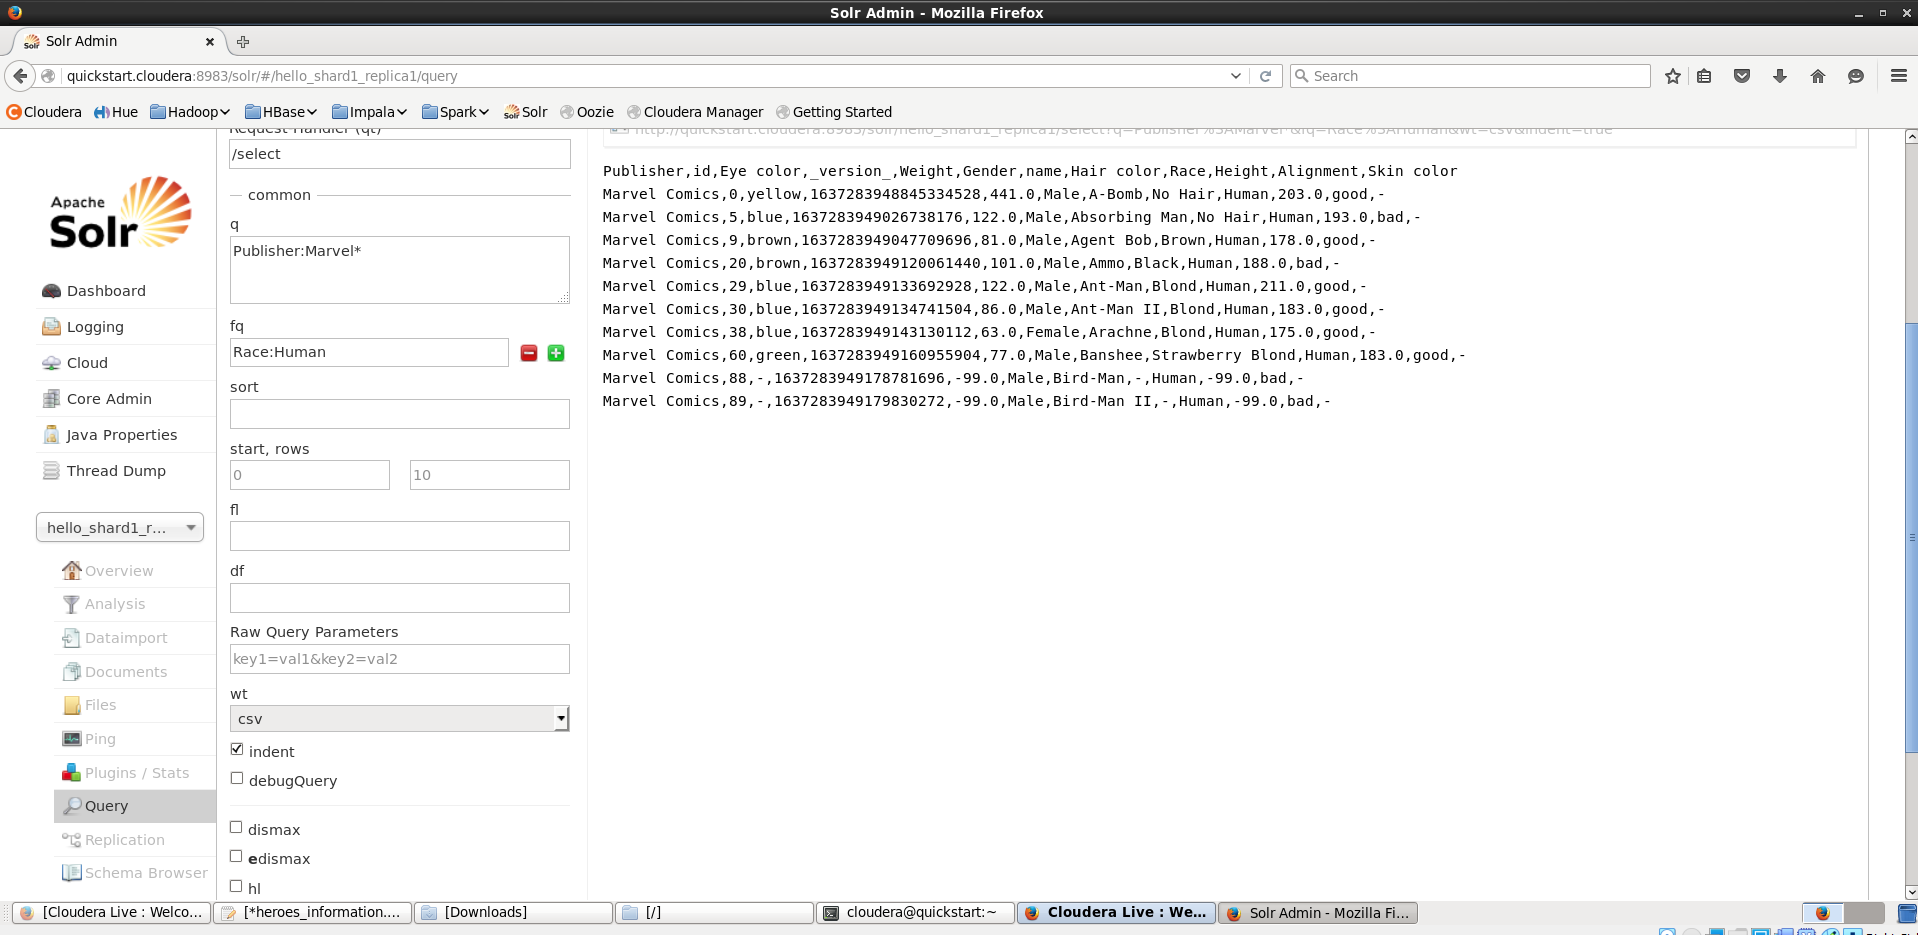 Solr Admin - Mozilla Firefox
Solr Admin
quickstart.cloudera:8983/solr/#/hello_shard1_replica1/query
Search
Cloudera Hue Hadoop HBase Impala Spark Solr Oozie Cloudera Manager Getting Started
Apache
Solr
Dashboard
Logging
Cloud
Core Admin
Java Properties
Thread Dump
hello_shard1_r...
Overview
Analysis
Dataimport
Documents
Files
Ping
Plugins / Stats
Query
Replication
Schema Browser
Request-Handler (qt)
/select
common
q
Publisher:Marvel*
fq
Race:Human
sort
start, rows
0 10
fl
df
Raw Query Parameters
key1=val1&key2=val2
wt
csv
indent
debugQuery
dismax
edismax
hl
http://quickstart.cloudera:8983/solr/hello_shard1_replica1/select?q=Publisher%3AMarvel*&fq=Race%3AHuman&wt=csv&indent=true
Publisher,id,Eye color,_version_,Weight,Gender,name,Hair color,Race,Height,Alignment,Skin color
Marvel Comics,0,yellow,1637283948845334528,441.0,Male,A-Bomb,No Hair,Human,203.0,good,-
Marvel Comics,5,blue,1637283949026738176,122.0,Male,Absorbing Man,No Hair,Human,193.0,bad,-
Marvel Comics,9,brown,1637283949047709696,81.0,Male,Agent Bob,Brown,Human,178.0,good,-
Marvel Comics,20,brown,1637283949120061440,101.0,Male,Ammo,Black,Human,188.0,bad,-
Marvel Comics,29,blue,1637283949133692928,122.0,Male,Ant-Man,Blond,Human,211.0,good,-
Marvel Comics,30,blue,1637283949134741504,86.0,Male,Ant-Man II,Blond,Human,183.0,good,-
Marvel Comics,38,blue,1637283949143130112,63.0,Female,Arachne,Blond,Human,175.0,good,-
Marvel Comics,60,green,1637283949160955904,77.0,Male,Banshee,Strawberry Blond,Human,183.0,good,-
Marvel Comics,88,-,1637283949178781696,-99.0,Male,Bird-Man,-,Human,-99.0,bad,-
Marvel Comics,89,-,1637283949179830272,-99.0,Male,Bird-Man II,-,Human,-99.0,bad,-
[Cloudera Live : Welco... [*heroes_information.... [Downloads] [/] cloudera@quickstart:~ Cloudera Live : We... Solr Admin - Mozilla Fi...